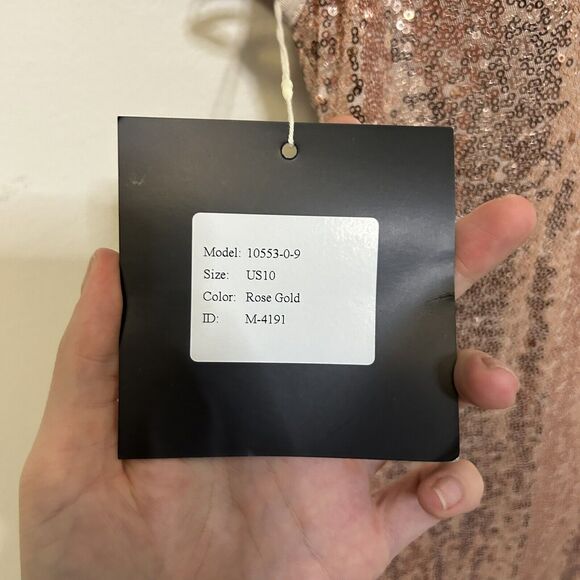 Model: 10553-0-9
Size: US10
Color: Rose Gold
ID: M-4191